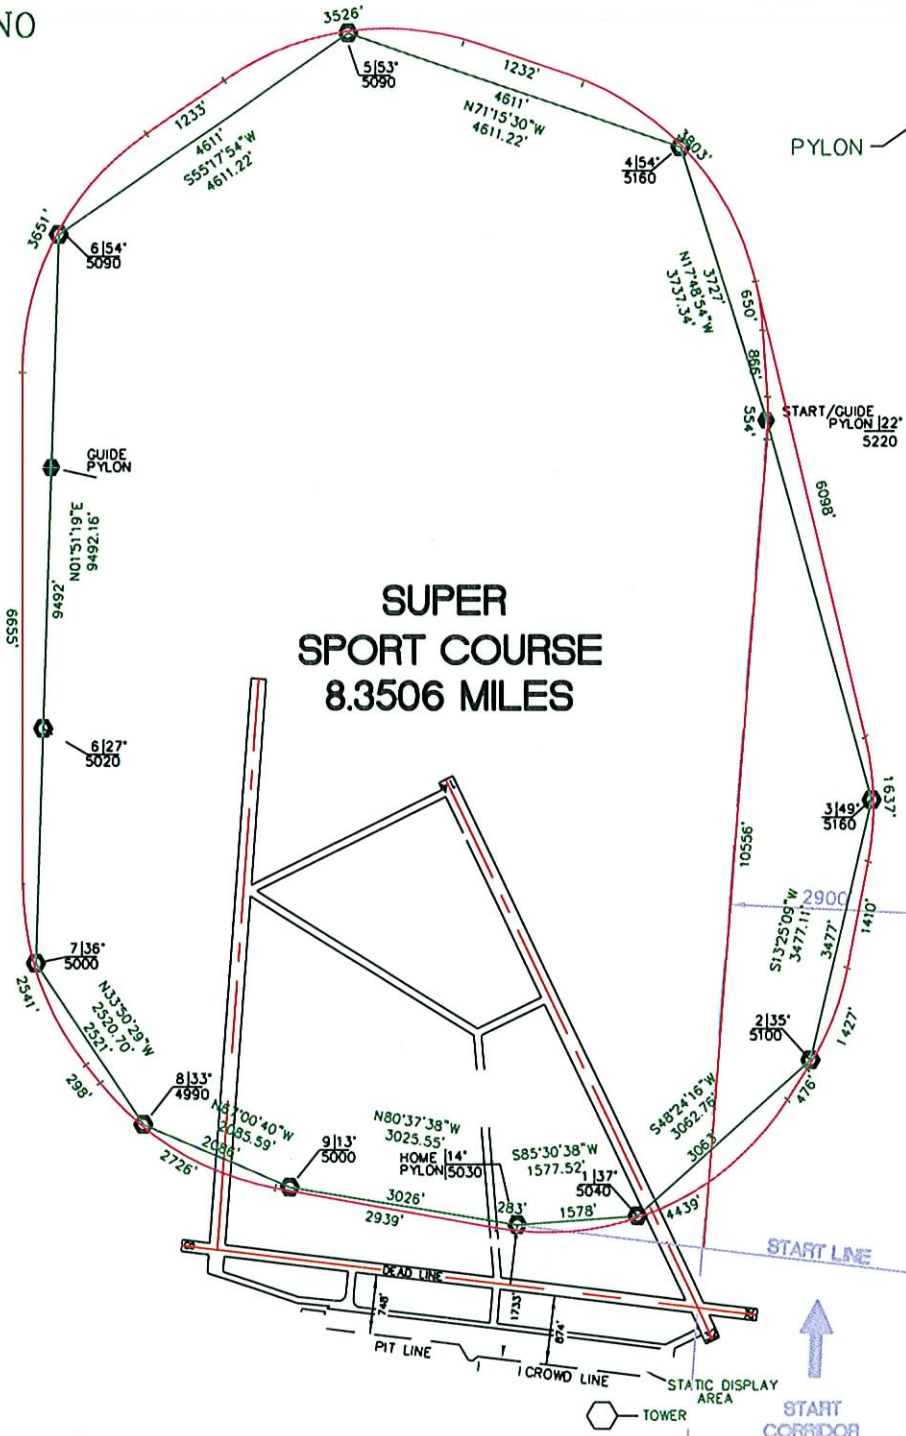 NO
3526'
5|53°
5090
1232'
4611'
N71°15'30"W
4611.22'
1233'
4611'
S55°17'54"W
4611.22'
3803'
4|54°
5160
PYLON
3651'
6|54°
5090
3727'
N17°48'54"W
3737.34'
650'
866'
554'
START/GUIDE
PYLON |22°
5220
GUIDE
PYLON
N01°51'19"E
9492.16'
9492'
5599'
6098'
SUPER
SPORT COURSE
8.3506 MILES
6|27°
5020
3|49°
5160
1637'
10556'
2900
S13°25'09"W
3477.11'
3477'
1410'
7|36°
5000
2541'
N33°50'29"W
2520.70'
2521'
298'
2|35°
5100
1427'
476'
8|33°
4990
2085.59'
2086'
2726'
9|13°
5000
N80°37'38"W
3025.55'
HOME |14°
PYLON|5030
S85°30'38"W
1577.52'
1|37°
5040
S48°24'16"W
3062.76'
3063'
4439'
3026'
2939'
283'
1578'
START LINE
DEAD LINE
748'
1733'
674'
PIT LINE
CROWD LINE
STATIC DISPLAY
AREA
TOWER
START
CORRIDOR